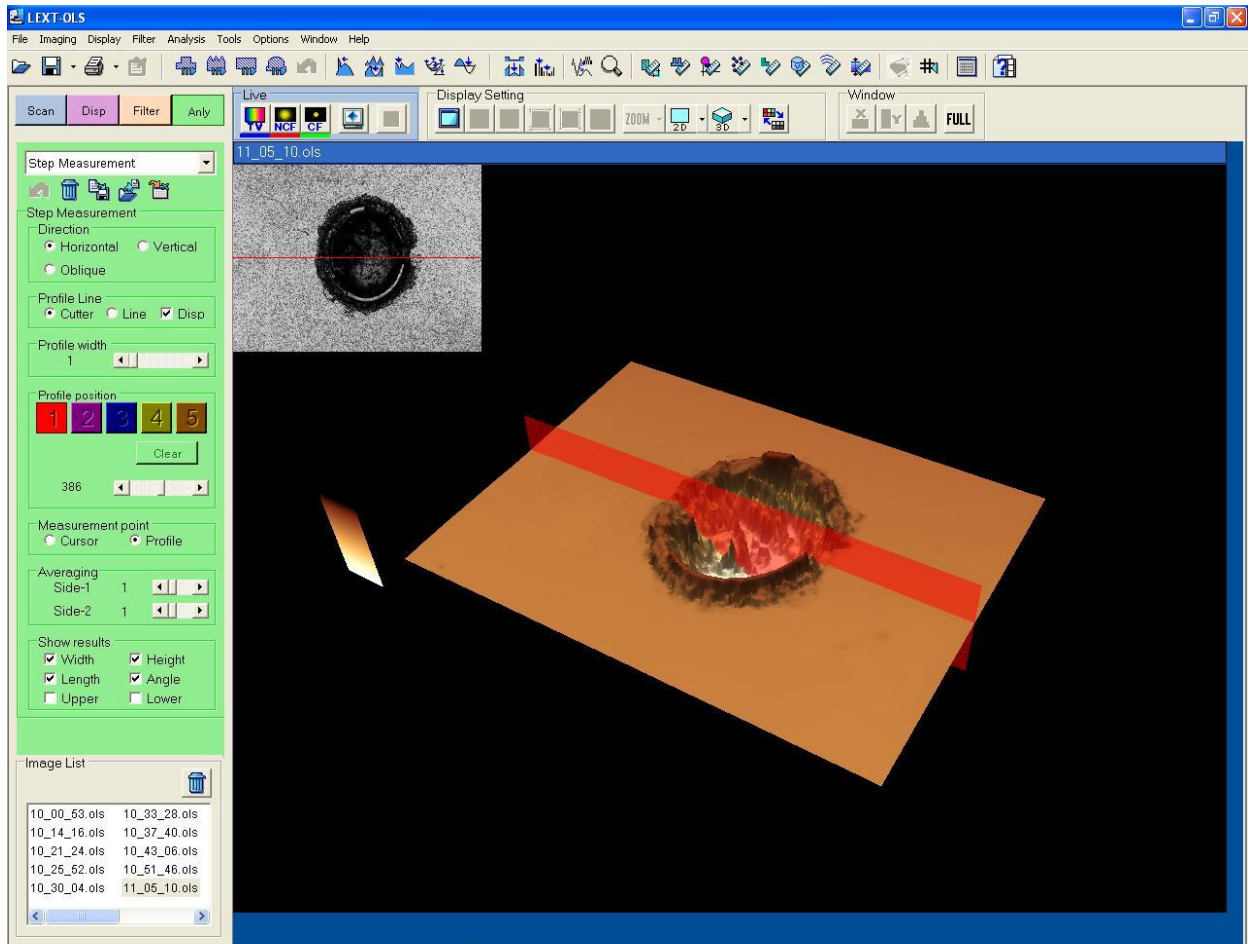 LEXT-OLS
File Imaging Display Filter Analysis Tools Options Window Help
Scan Disp Filter Anly
Live
TV NCF CF
Display Setting
ZOOM 2D 3D
Window
X Y FULL
11_05_10.ols
Step Measurement
Step Measurement
Direction
Horizontal Vertical
Oblique
Profile Line
Cutter Line Disp
Profile width
1
Profile position
1 2 3 4 5
Clear
386
Measurement point
Cursor Profile
Averaging
Side-1 1
Side-2 1
Show results
Width Height
Length Angle
Upper Lower
Image List
10_00_53.ols 10_33_28.ols
10_14_16.ols 10_37_40.ols
10_21_24.ols 10_43_06.ols
10_25_52.ols 10_51_46.ols
10_30_04.ols 11_05_10.ols